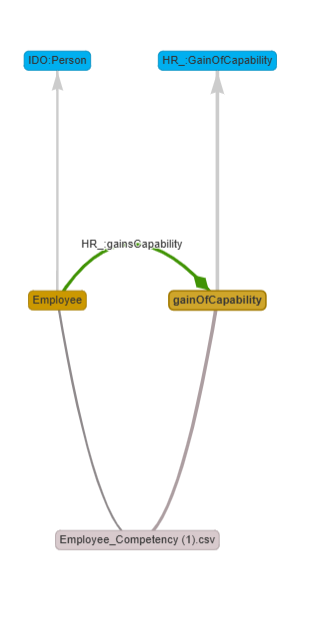 IDO:Person
HR_:GainOfCapability
HR_:gainsCapability
Employee
gainOfCapability
Employee_Competency (1).csv